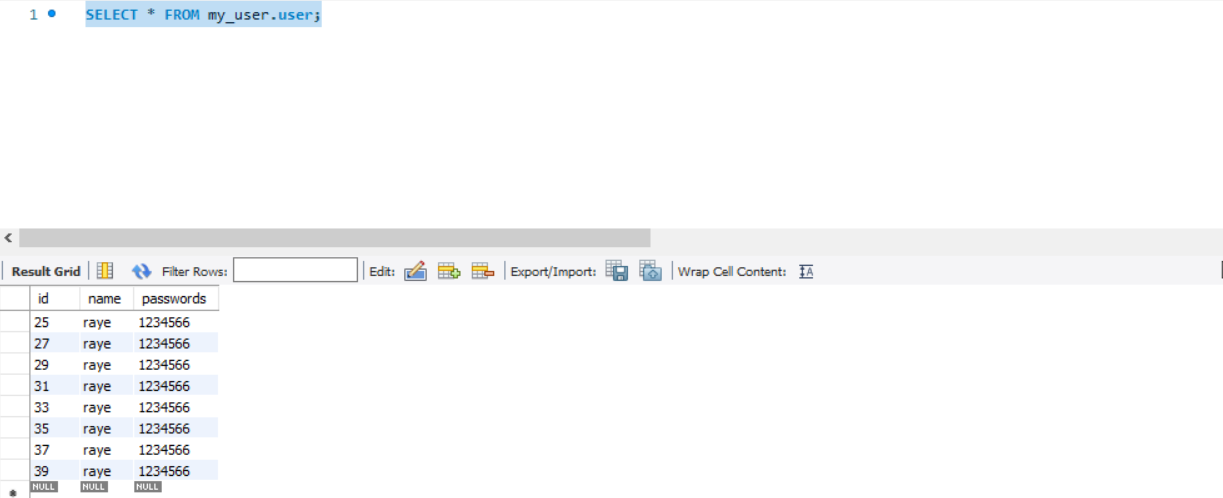 1 SELECT * FROM my_user.user;
Result Grid Filter Rows: Edit: Export/Import: Wrap Cell Content: IA
id name passwords
25 raye 1234566
27 raye 1234566
29 raye 1234566
31 raye 1234566
33 raye 1234566
35 raye 1234566
37 raye 1234566
39 raye 1234566
NULL NULL NULL